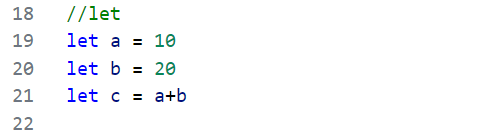 18 //let
19 let a = 10
20 let b = 20
21 let c = a+b
22